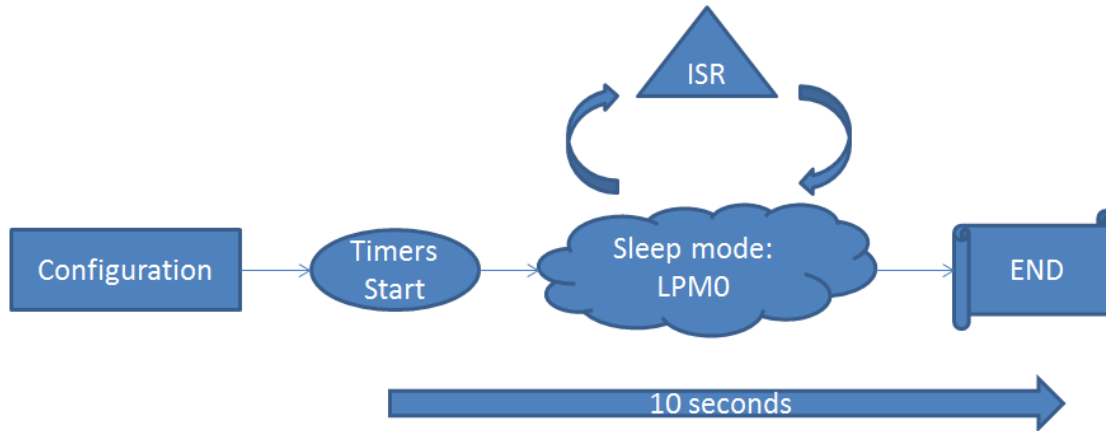 ISR
Configuration
Timers
Start
Sleep mode:
LPM0
END
10 seconds